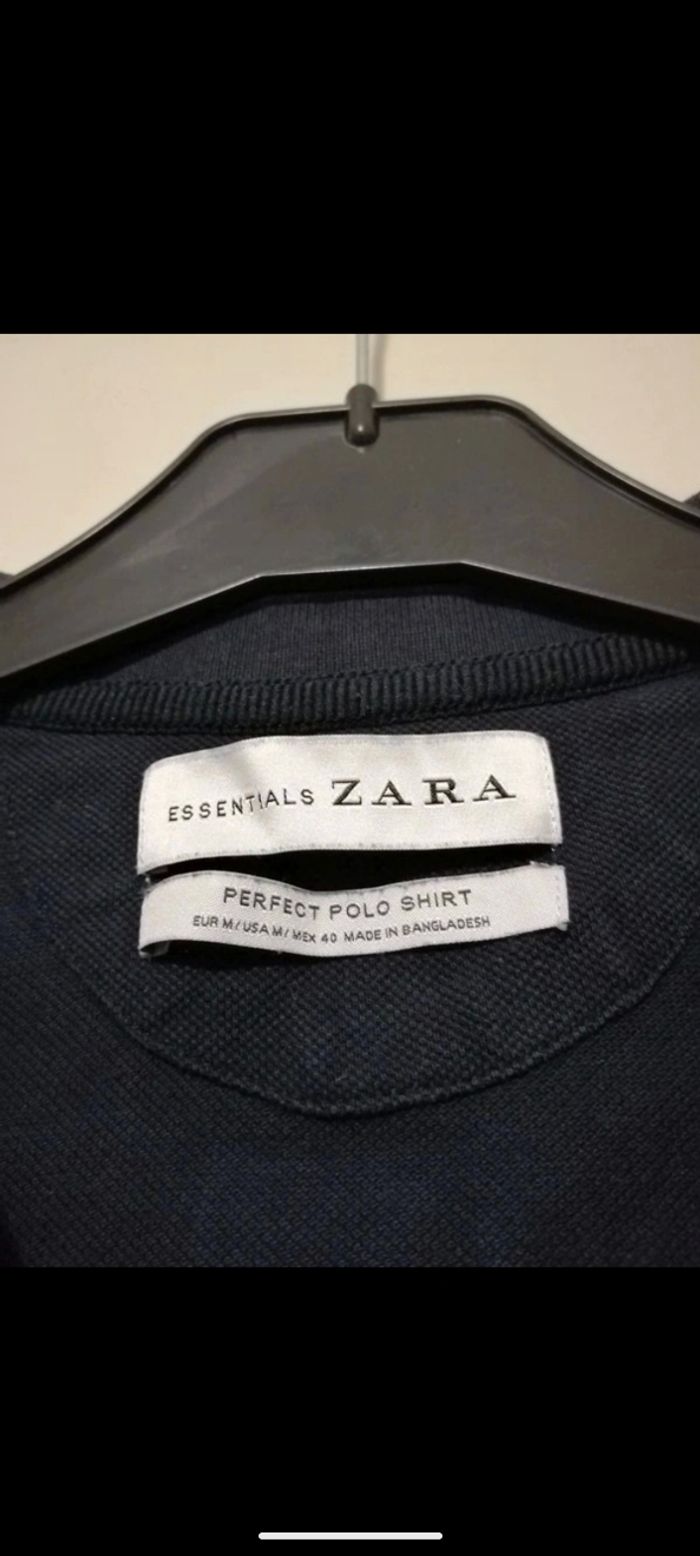 ESSENTIALS ZARA
PERFECT POLO SHIRT
EUR M/USA M/ MEX 40 MADE IN BANGLADESH